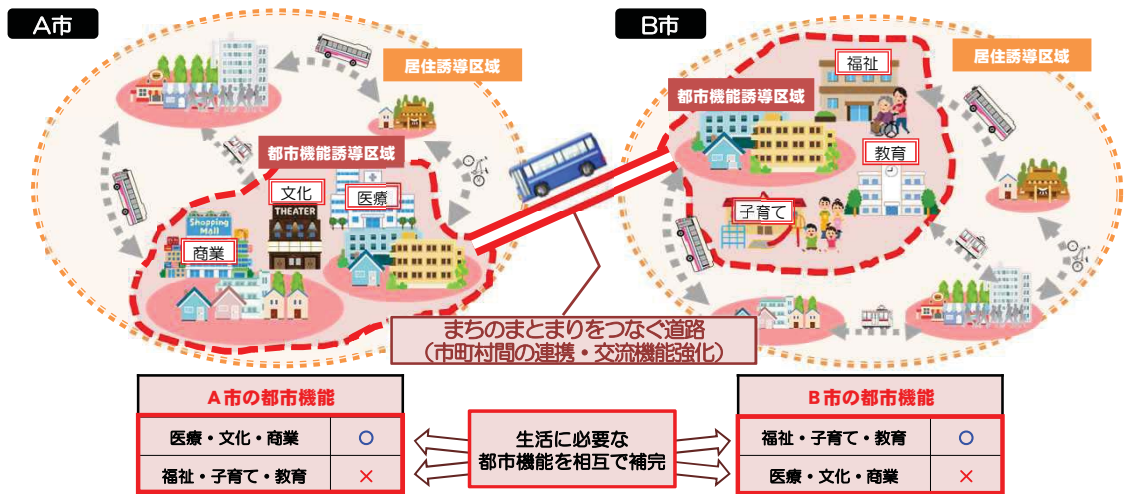 A市
居住誘導区域
都市機能誘導区域
文化
医療
THEATER
Shopping
Mall
商業
B市
福祉
居住誘導区域
都市機能誘導区域
教育
子育て
まちのまとまりをつなぐ道路
(市町村間の連携・交流機能強化)
A市の都市機能
医療・文化・商業 ○
福祉・子育て・教育 ×
生活に必要な
都市機能を相互で補完
B市の都市機能
福祉・子育て・教育 ○
医療・文化・商業 ×